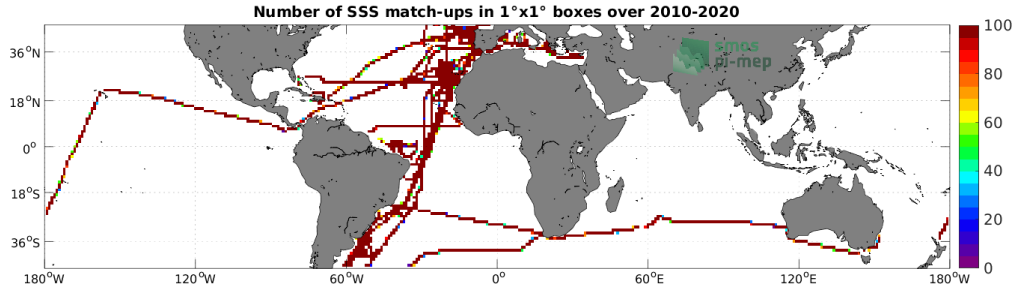 Number of SSS match-ups in 1°x1° boxes over 2010-2020
smos
pi-mep
36°N
18°N
0°
18°S
36°S
180°W
120°W
60°W
0°
60°E
120°E
180°W
100
80
60
40
20
0